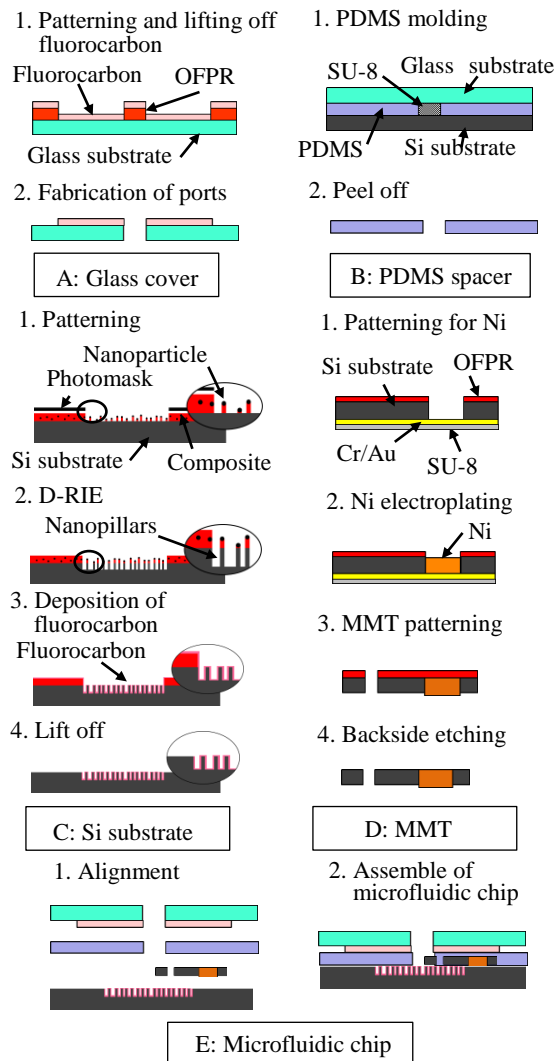 1. Patterning and lifting off
fluorocarbon
Fluorocarbon
OFPR
Glass substrate
2. Fabrication of ports
A: Glass cover
1. PDMS molding
SU-8
Glass substrate
PDMS
Si substrate
2. Peel off
B: PDMS spacer
1. Patterning
Nanoparticle
Photomask
Si substrate
Composite
2. D-RIE
Nanopillars
3. Deposition of
fluorocarbon
Fluorocarbon
4. Lift off
C: Si substrate
1. Patterning for Ni
Si substrate
OFPR
Cr/Au
SU-8
2. Ni electroplating
Ni
3. MMT patterning
4. Backside etching
D: MMT
1. Alignment
2. Assemble of
microfluidic chip
E: Microfluidic chip